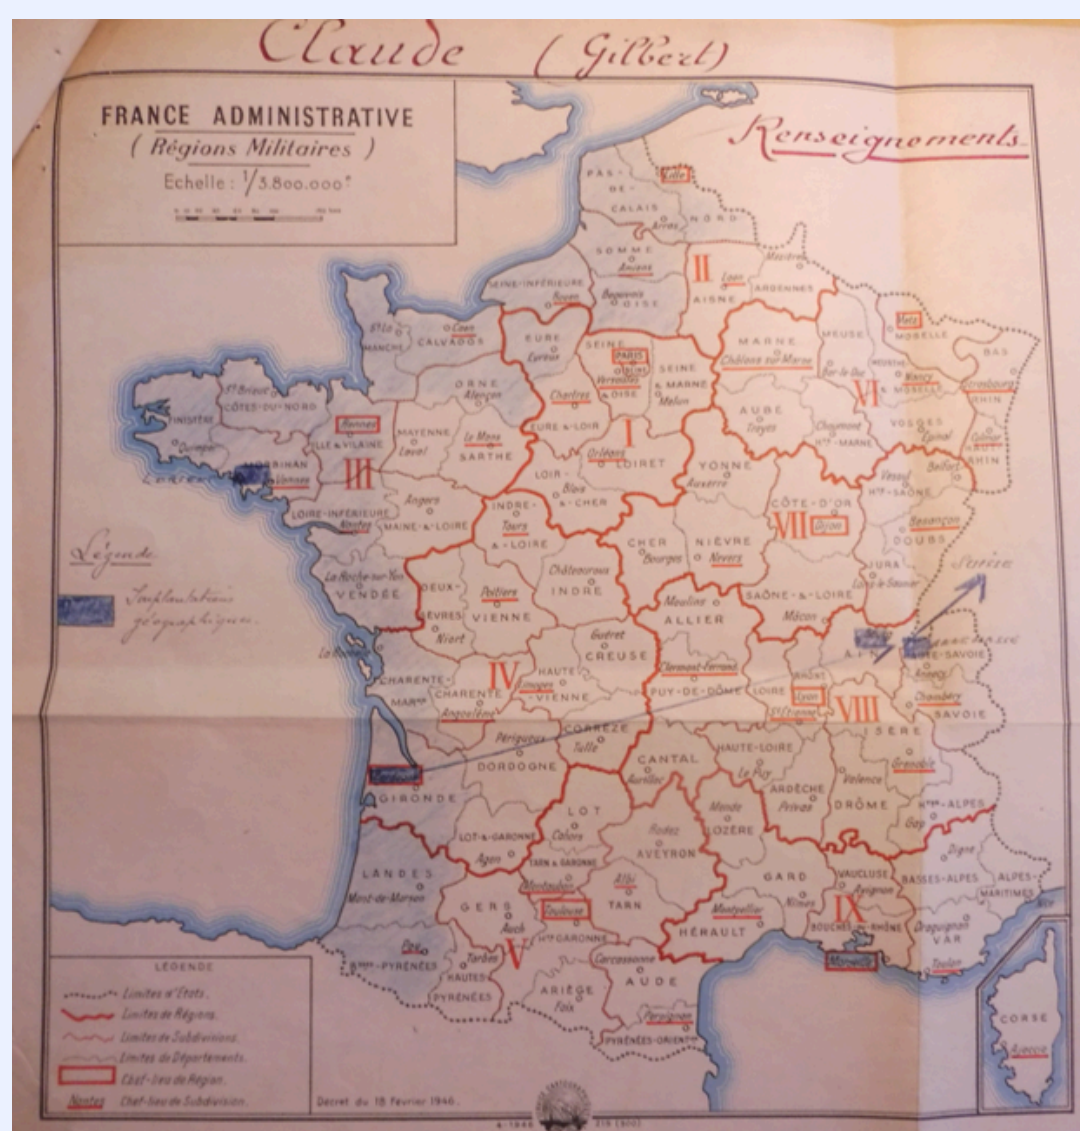 Claude (Gilbert)
FRANCE ADMINISTRATIVE
( Régions Militaires )
Echelle : 1/3.800.000e
Renseignements
Lille
PAS-
DE-
CALAIS
Arras
NORD
SOMME
Amiens
II
Laon
Mézières
ARDENNES
AISNE
SEINE-INFÉRIEURE
Rouen
Beauvais
OISE
St Lo
MANCHE
Caen
CALVADOS
EURE
Evreux
SEINE
PARIS
SEINE
Versailles
& OISE
SEINE
& MARNE
Melun
MARNE
Châlons sur Marne
MEUSE
Bar-le-Duc
Metz
MOSELLE
MEURTHE
& MOSELLE
Nancy
BAS
RHIN
Strasbourg
VI
ORNE
Alençon
Chartres
EURE & LOIR
I
AUBE
Troyes
Chaumont
Hte-MARNE
VOSGES
Epinal
Colmar
HAUT
RHIN
Belfort
FINISTÈRE
Quimper
St Brieuc
CÔTES-DU-NORD
Rennes
ILLE & VILAINE
MAYENNE
Laval
Le Mans
SARTHE
Orléans
LOIRET
YONNE
Auxerre
Lorient
MORBIHAN
Vannes
III
LOIR-
Blois
& CHER
CÔTE-D'OR
VII
Dijon
Vesoul
Hte-SAÔNE
Besançon
DOUBS
LOIRE-INFÉRIEURE
Nantes
Angers
MAINE-&-LOIRE
INDRE-
Tours
&-LOIRE
CHER
Bourges
NIÈVRE
Nevers
JURA
Lons-le-Saunier
Légende
Implantations
géographiques.
La Roche-sur-Yon
VENDÉE
DEUX-
SÈVRES
Niort
Poitiers
VIENNE
Châteauroux
INDRE
Moulins
ALLIER
SAÔNE-&-LOIRE
Mâcon
Suisse
Guéret
CREUSE
AIN
HAUTE-SAVOIE
Annecy
CHARENTE-
MARme
CHARENTE
Angoulême
IV
Limoges
HAUTE
-VIENNE
Clermont-Ferrand
PUY-DE-DÔME
LOIRE
RHÔNE
Lyon
St Etienne
VIII
ISÈRE
Chambéry
SAVOIE
Grenoble
Périgueux
DORDOGNE
CORRÈZE
Tulle
CANTAL
Aurillac
HAUTE-LOIRE
Le Puy
ARDÈCHE
Privas
Valence
DRÔME
Htes-ALPES
Gap
GIRONDE
LOT-&-GARONNE
Agen
LOT
Cahors
Rodez
AVEYRON
Mende
LOZÈRE
GARD
Nîmes
VAUCLUSE
Avignon
Digne
BASSES-ALPES
ALPES-
MARITIMES
Nice
LANDES
Mont-de-Marsan
GERS
Auch
V
TARN & GARONNE
Montauban
Toulouse
Hte GARONNE
Albi
TARN
Montpellier
HÉRAULT
IX
BOUCHES-du-RHÔNE
Marseille
Draguignan
VAR
Toulon
Pau
Bses-PYRÉNÉES
Tarbes
HAUTES
PYRÉNÉES
ARIÈGE
Foix
Carcassonne
AUDE
Perpignan
PYRÉNÉES-ORIENTles
CORSE
Ajaccio
LÉGENDE
Limites d'Etats.
Limites de Régions.
Limites de Subdivisions.
Limites de Départements.
Chef-lieu de Région.
Nantes Chef-lieu de Subdivision.
Décret du 18 Février 1946.